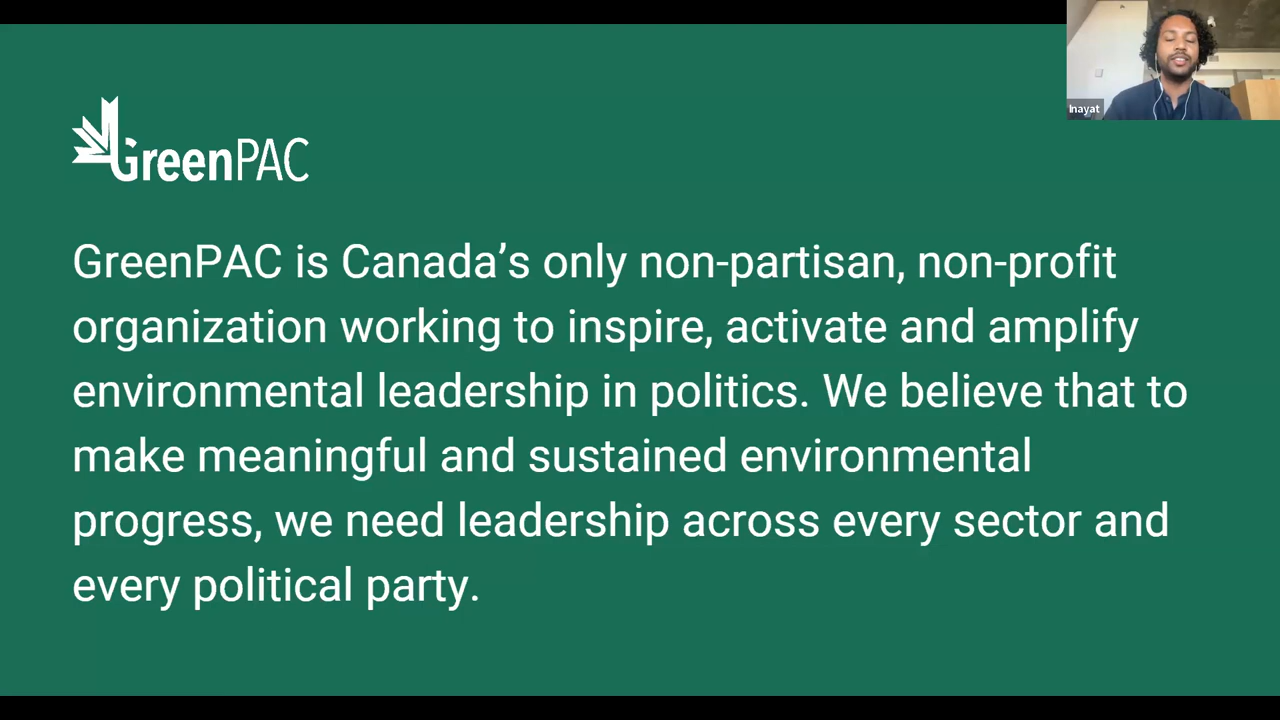 Inayat
GreenPAC
GreenPAC is Canada’s only non-partisan, non-profit
organization working to inspire, activate and amplify
environmental leadership in politics. We believe that to
make meaningful and sustained environmental
progress, we need leadership across every sector and
every political party.